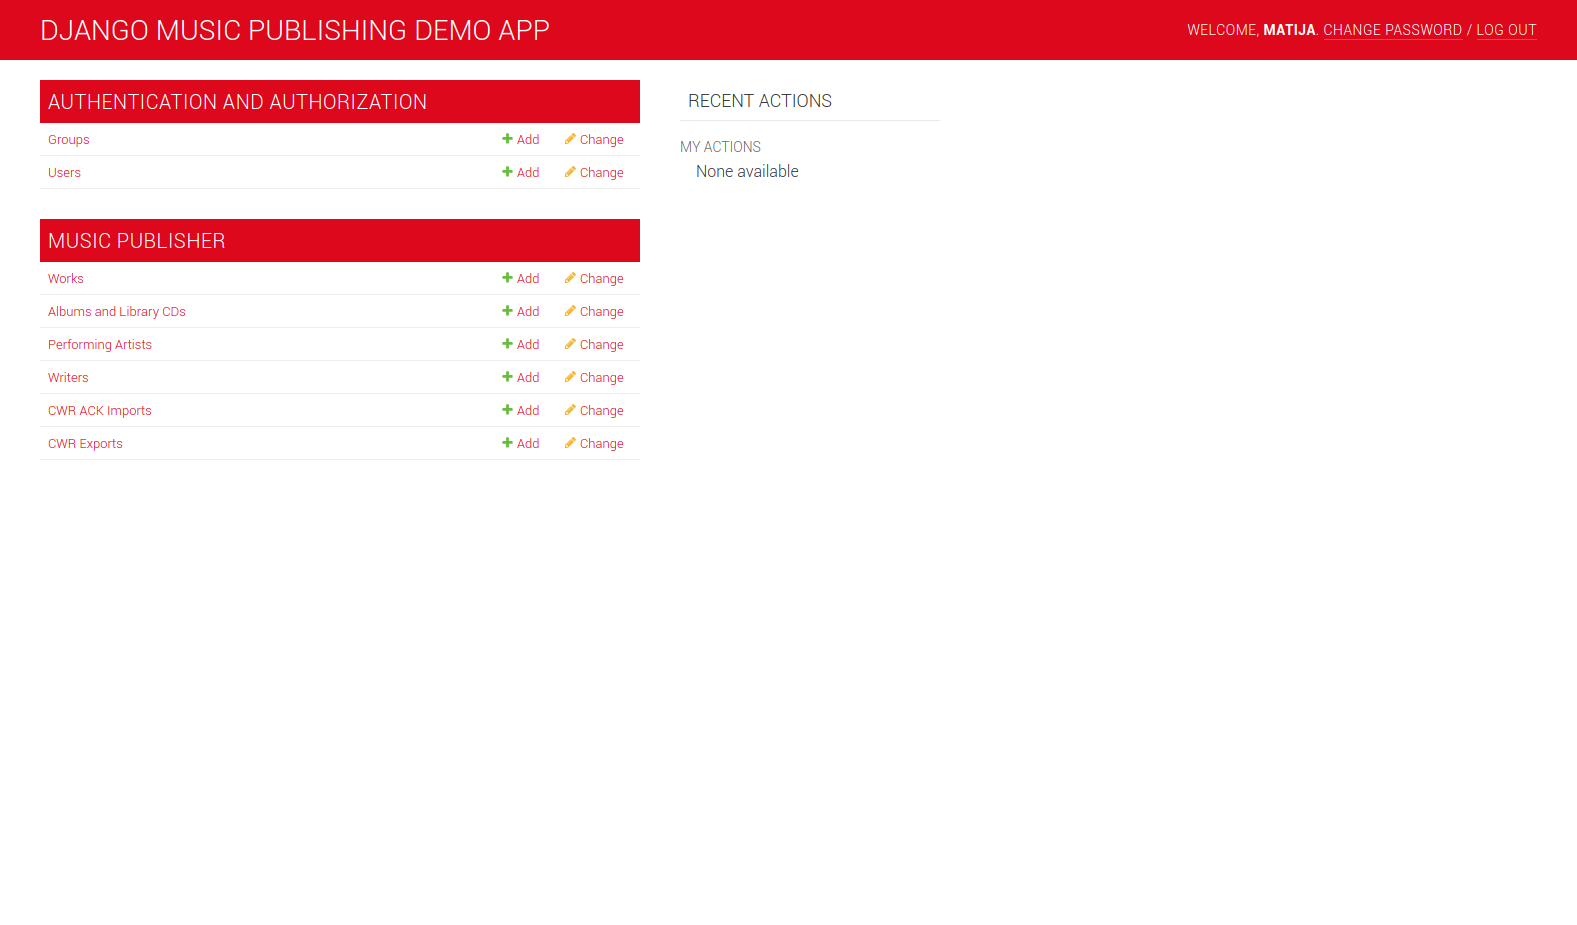 DJANGO MUSIC PUBLISHING DEMO APP
WELCOME, MATIJA. CHANGE PASSWORD / LOG OUT
AUTHENTICATION AND AUTHORIZATION
Groups Add Change
Users Add Change
MUSIC PUBLISHER
Works Add Change
Albums and Library CDs Add Change
Performing Artists Add Change
Writers Add Change
CWR ACK Imports Add Change
CWR Exports Add Change
RECENT ACTIONS
MY ACTIONS
None available